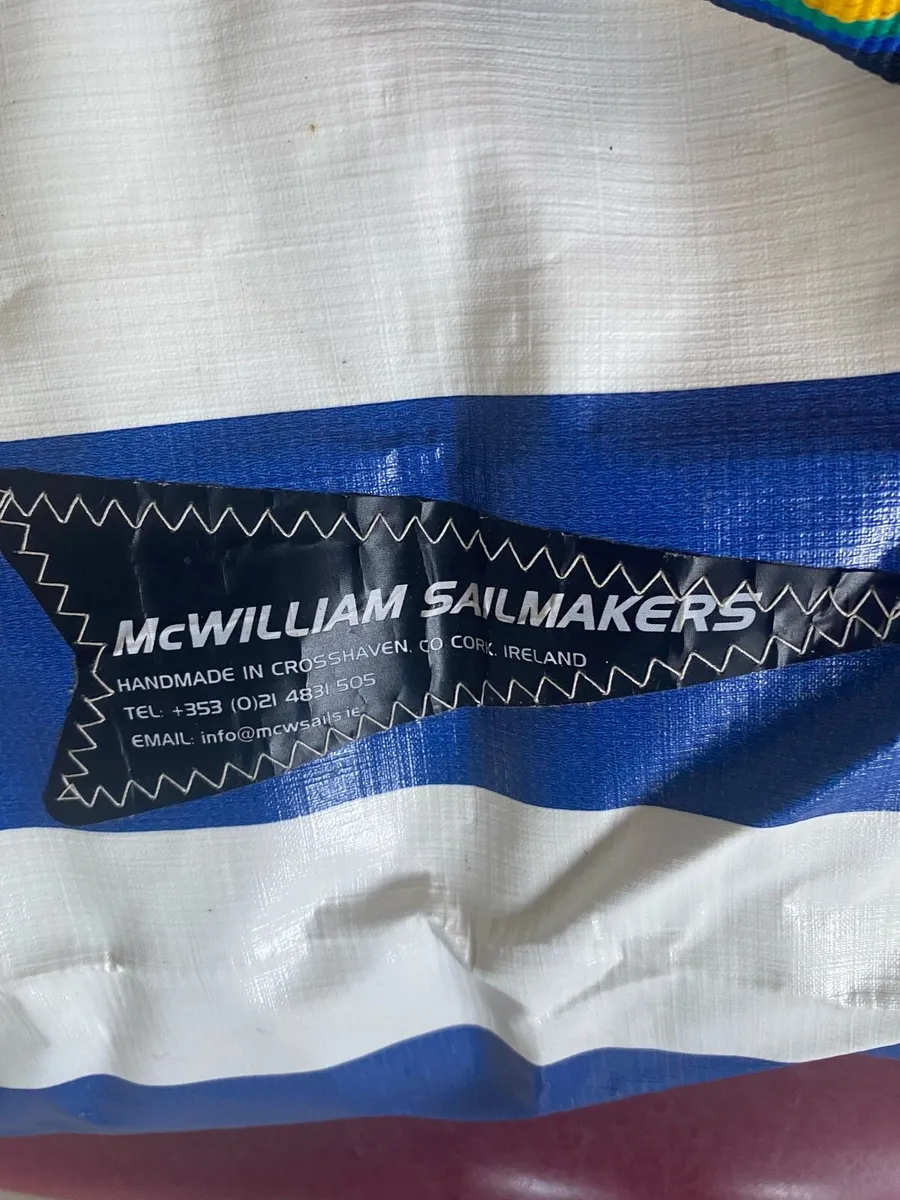 McWILLIAM SAILMAKERS
HANDMADE IN CROSSHAVEN, CO CORK, IRELAND
TEL: +353 (0)21 4831 505
EMAIL: info@mcwsails.ie